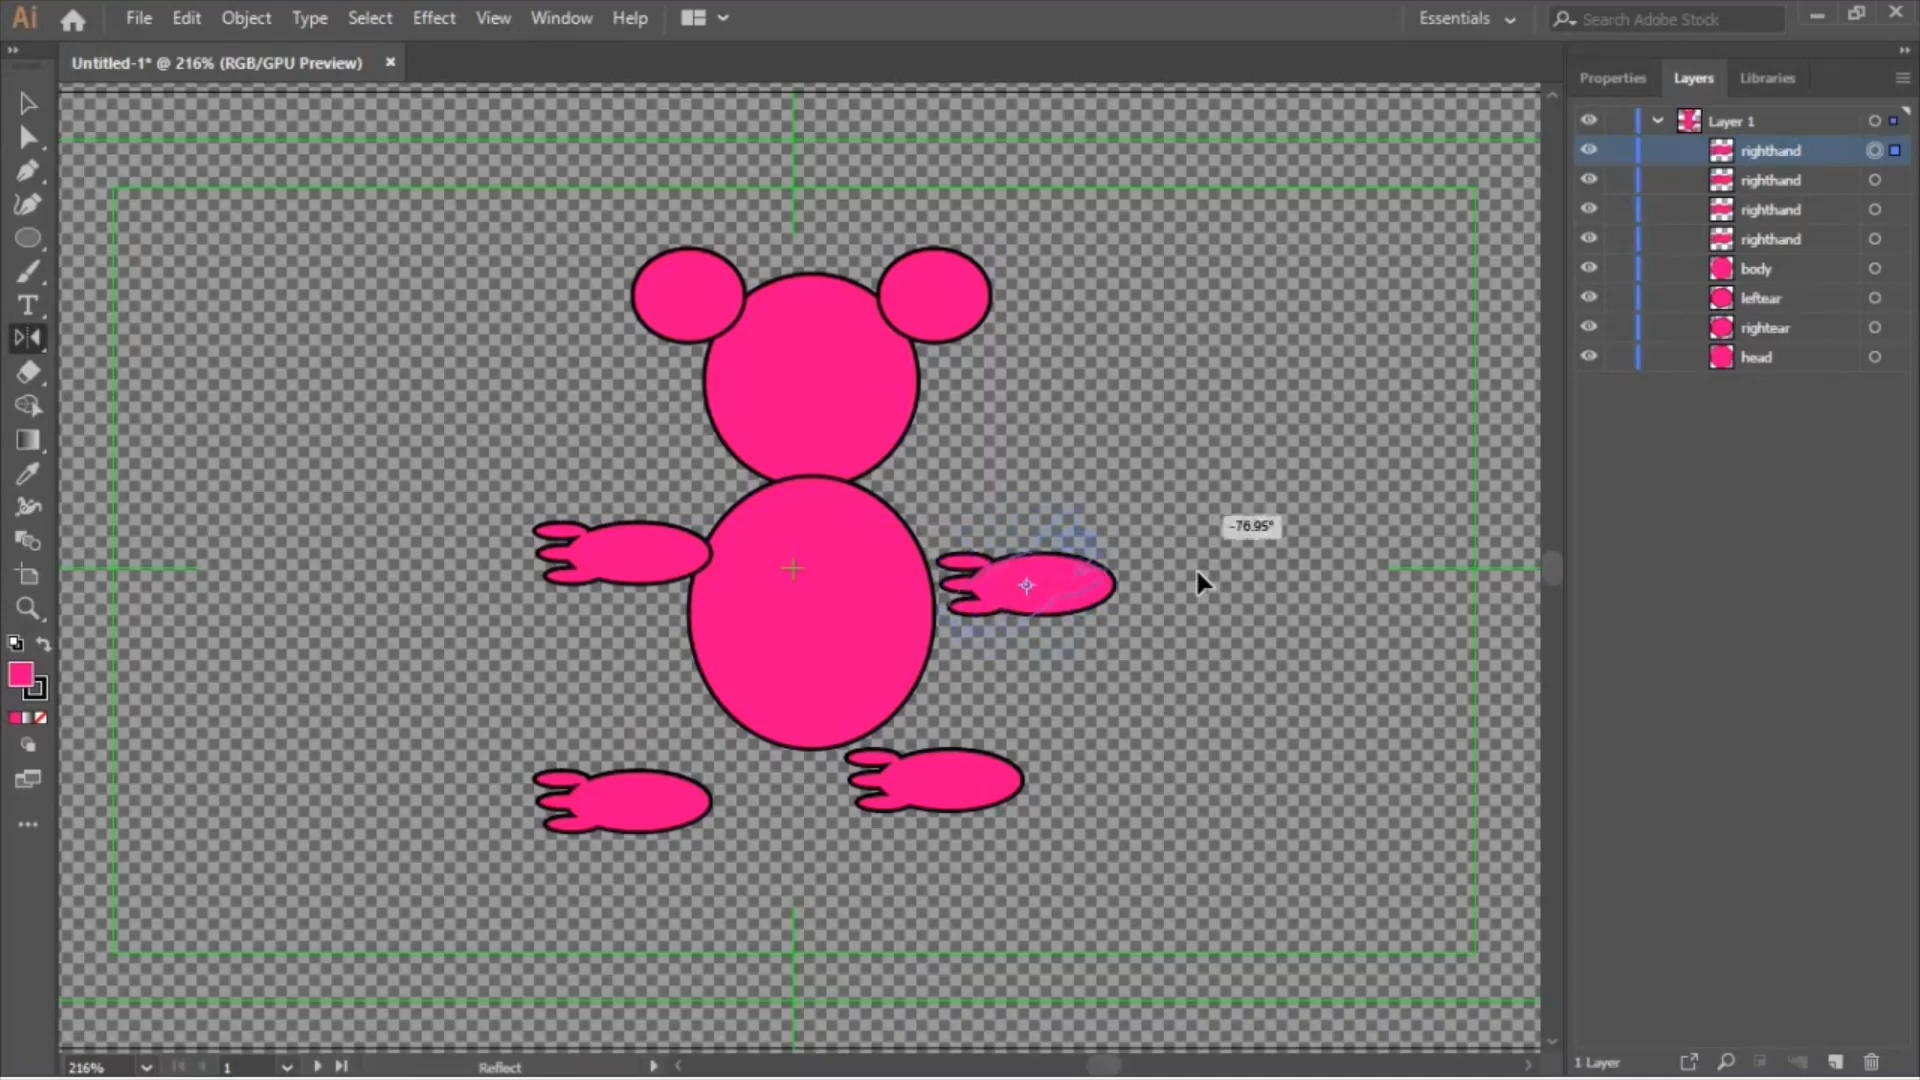 Ai File Edit Object Type Select Effect View Window Help Essentials Search Adobe Stock
Untitled-1* @ 216% (RGB/GPU Preview)
Properties Layers Libraries
Layer 1
righthand
righthand
righthand
righthand
body
leftear
rightear
head
-76.95°
216% 1 Reflect
1 Layer